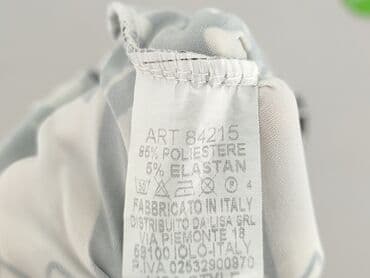 ART 84215
95% POLIESTERE
5% ELASTAN
FABBRICATO IN ITALY
DISTRIBUITO DA LISA SRL
VIA PIEMONTE 18
59100 IOLO-ITALY
P.IVA 02532900970